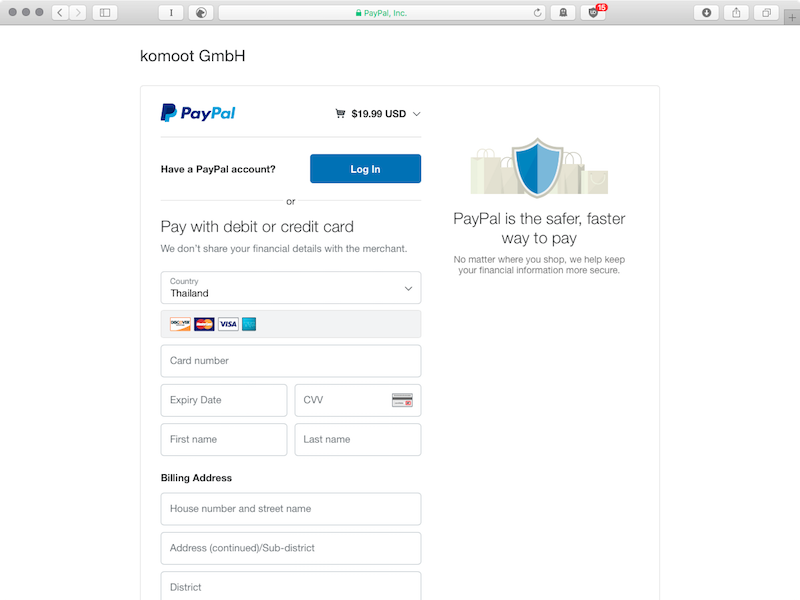 I
PayPal, Inc.
15
komoot GmbH
PayPal
$19.99 USD
Have a PayPal account?
Log In
or
Pay with debit or credit card
We don't share your financial details with the merchant.
Country
Thailand
DISCOVER
MasterCard
VISA
Card number
Expiry Date
CVV
First name
Last name
Billing Address
House number and street name
Address (continued)/Sub-district
District
PayPal is the safer, faster
way to pay
No matter where you shop, we help keep
your financial information more secure.